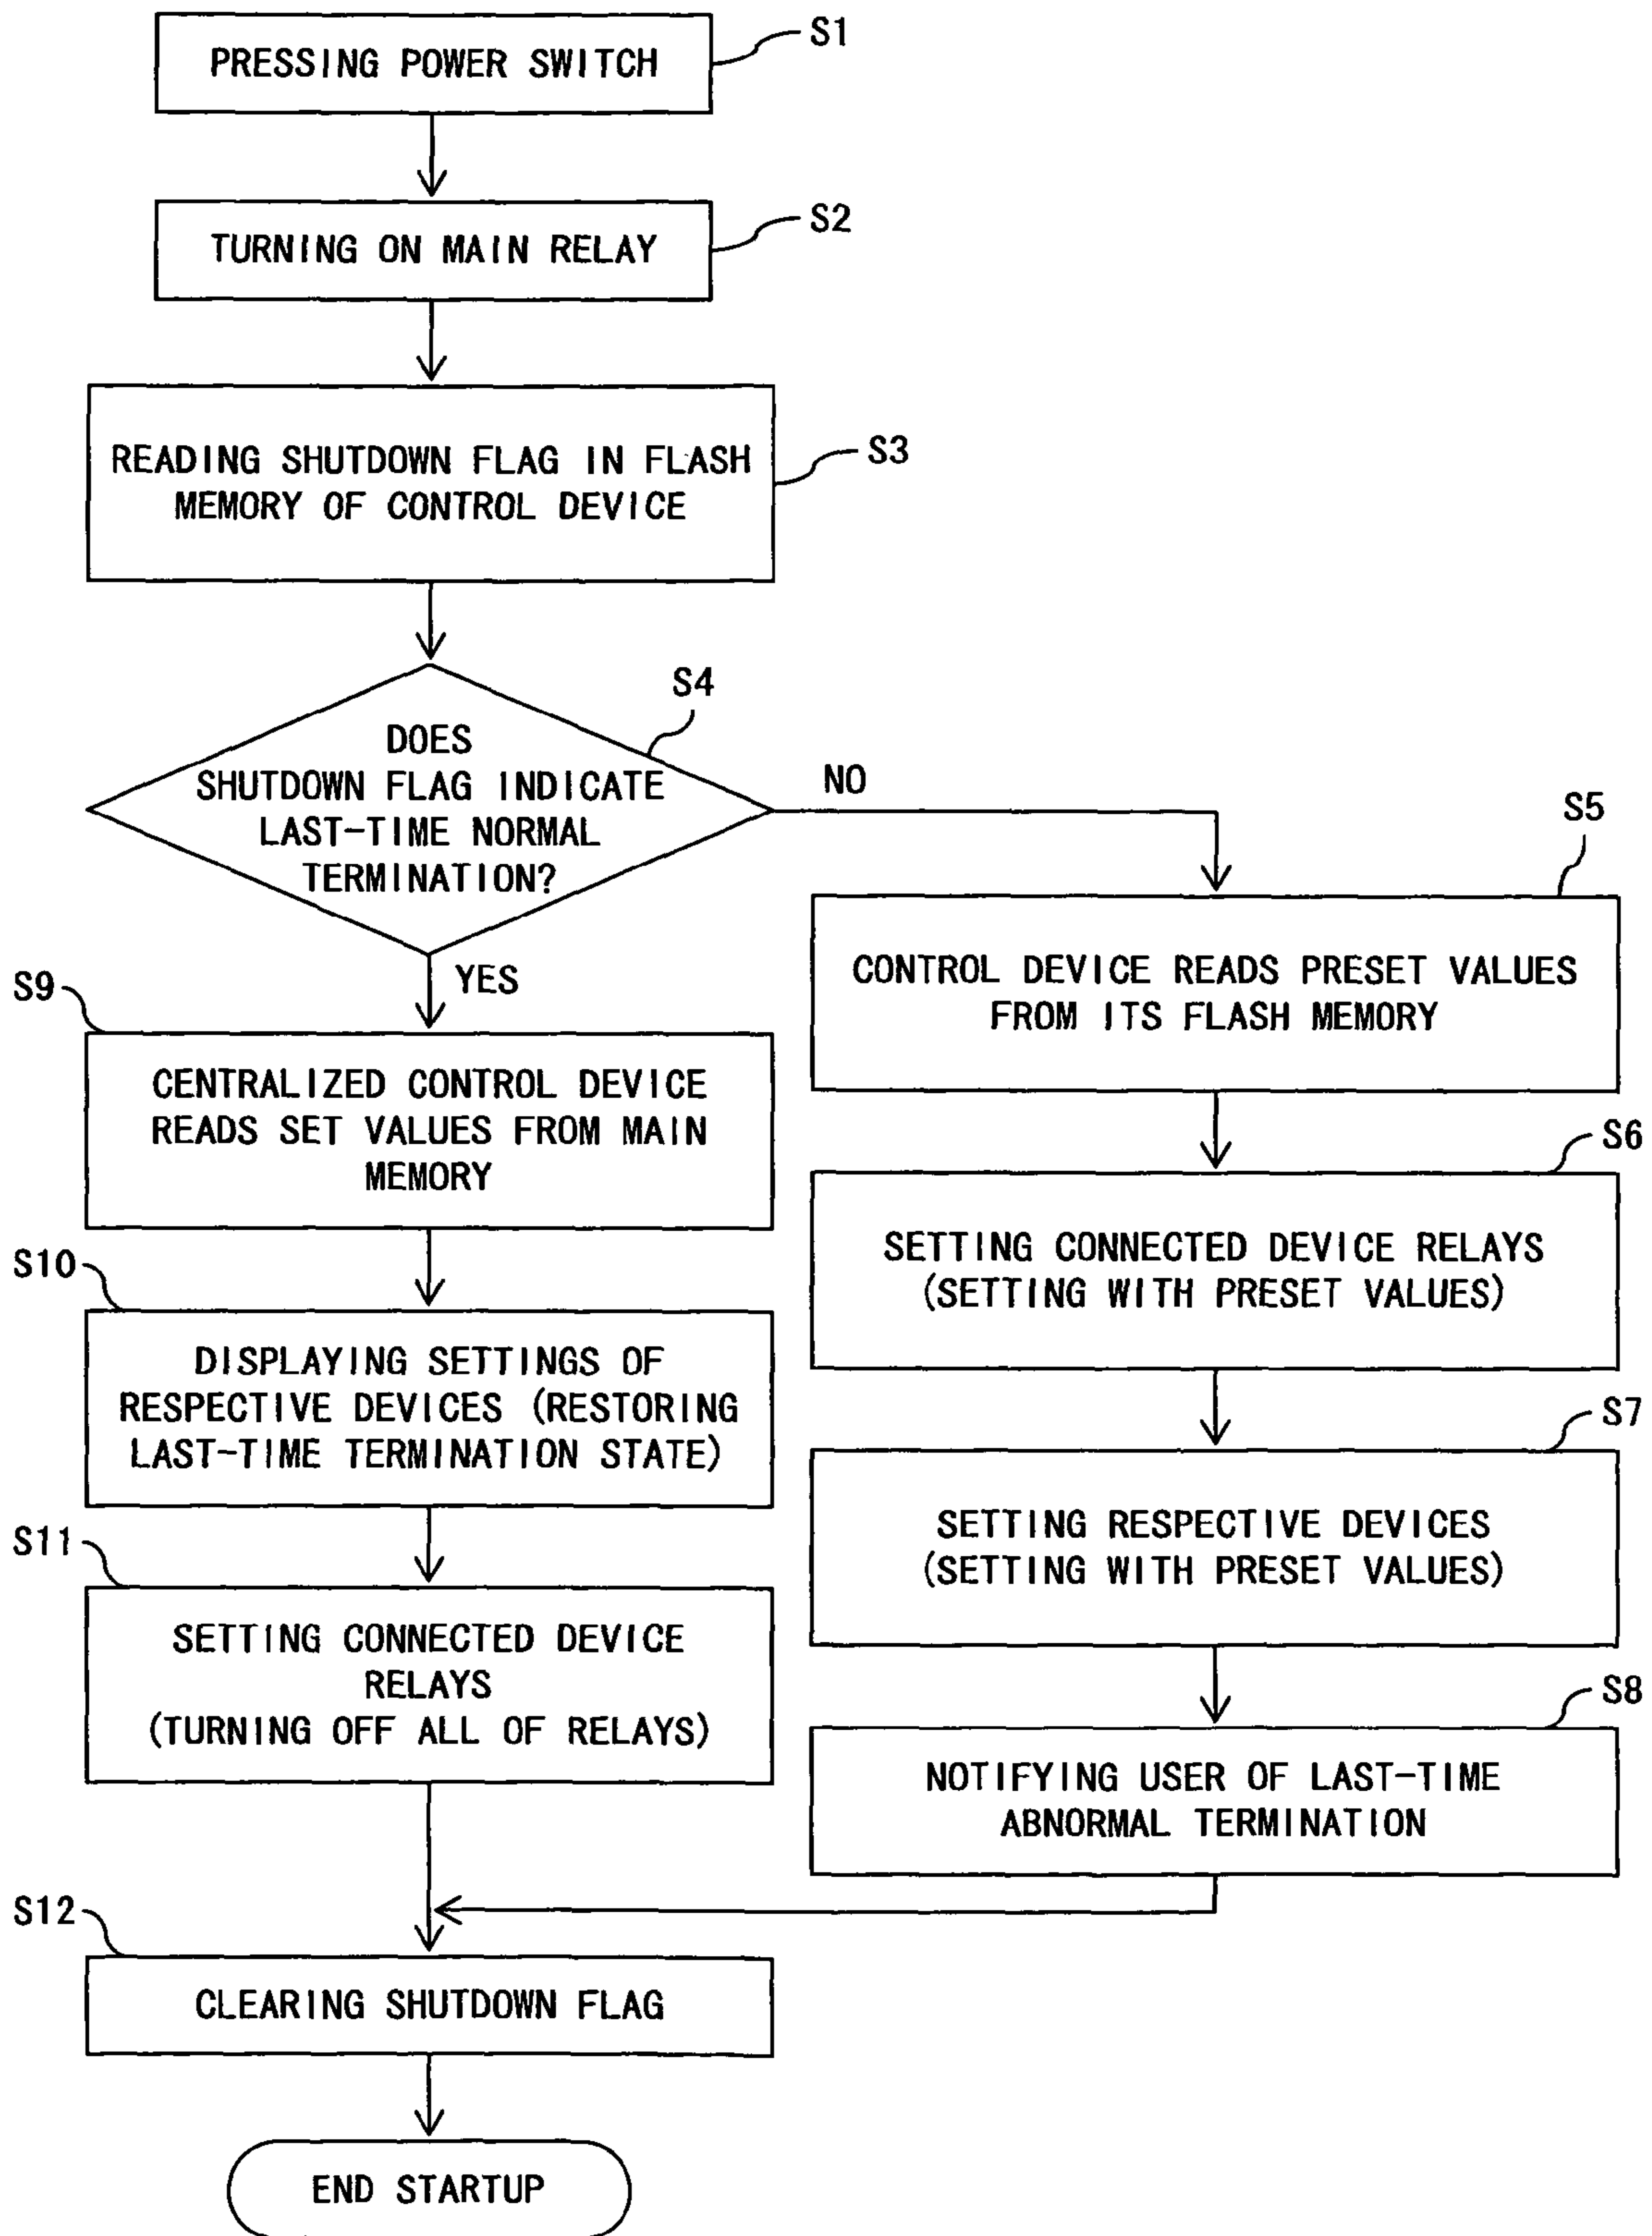 PRESSING POWER SWITCH
S1
TURNING ON MAIN RELAY
S2
READING SHUTDOWN FLAG IN FLASH
MEMORY OF CONTROL DEVICE
S3
DOES
SHUTDOWN FLAG INDICATE
LAST-TIME NORMAL
TERMINATION?
S4
NO
YES
S5
CONTROL DEVICE READS PRESET VALUES
FROM ITS FLASH MEMORY
S6
SETTING CONNECTED DEVICE RELAYS
(SETTING WITH PRESET VALUES)
S7
SETTING RESPECTIVE DEVICES
(SETTING WITH PRESET VALUES)
S8
NOTIFYING USER OF LAST-TIME
ABNORMAL TERMINATION
S9
CENTRALIZED CONTROL DEVICE
READS SET VALUES FROM MAIN
MEMORY
S10
DISPLAYING SETTINGS OF
RESPECTIVE DEVICES (RESTORING
LAST-TIME TERMINATION STATE)
S11
SETTING CONNECTED DEVICE
RELAYS
(TURNING OFF ALL OF RELAYS)
S12
CLEARING SHUTDOWN FLAG
END STARTUP